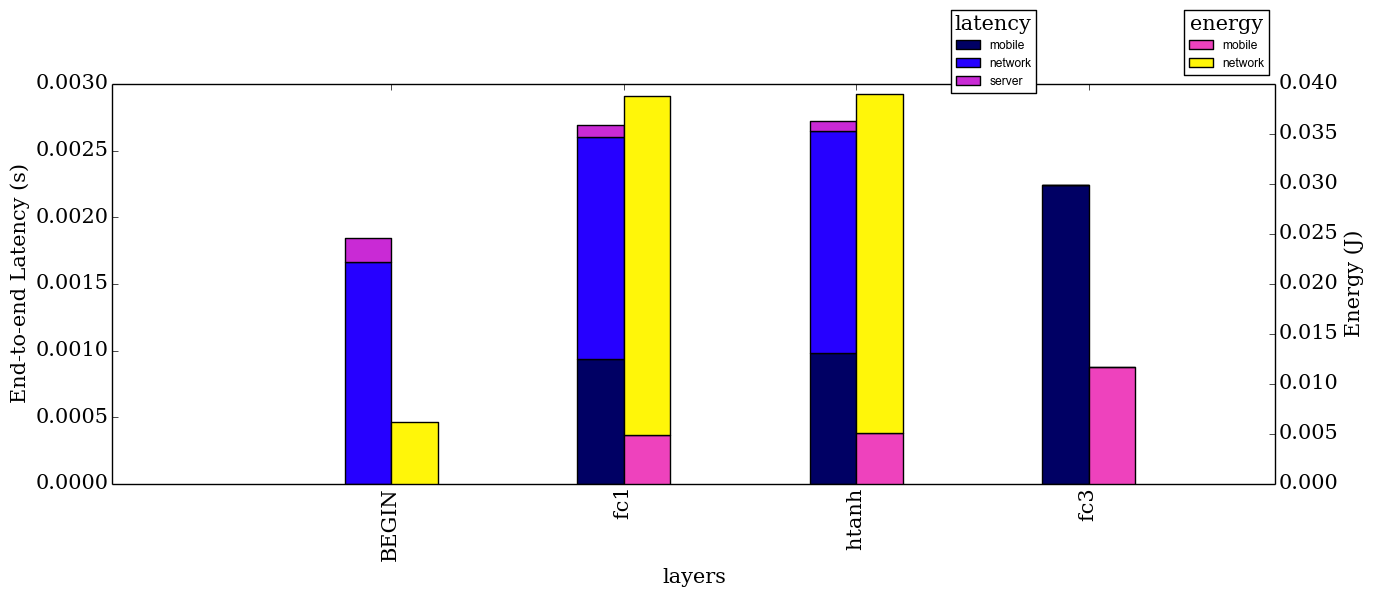 latency
mobile
network
server
energy
mobile
network
End-to-end Latency (s)
0.0030
0.0025
0.0020
0.0015
0.0010
0.0005
0.0000
0.040
0.035
0.030
0.025
0.020
0.015
0.010
0.005
0.000
Energy (J)
BEGIN
fc1
htanh
fc3
layers